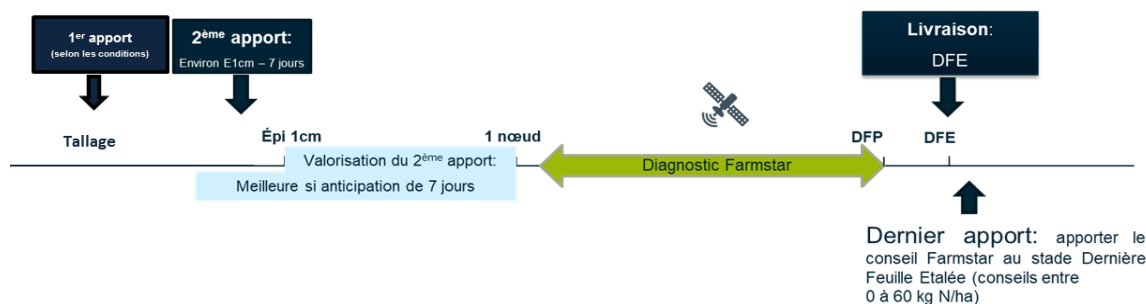 1er apport
(selon les conditions)
2ème apport:
Environ E1cm – 7 jours
Livraison:
DFE
Tallage
Épi 1cm
1 nœud
DFP
DFE
Valorisation du 2ème apport:
Meilleure si anticipation de 7 jours
Diagnostic Farmstar
Dernier apport: apporter le
conseil Farmstar au stade Dernière
Feuille Etalée (conseils entre
0 à 60 kg N/ha)